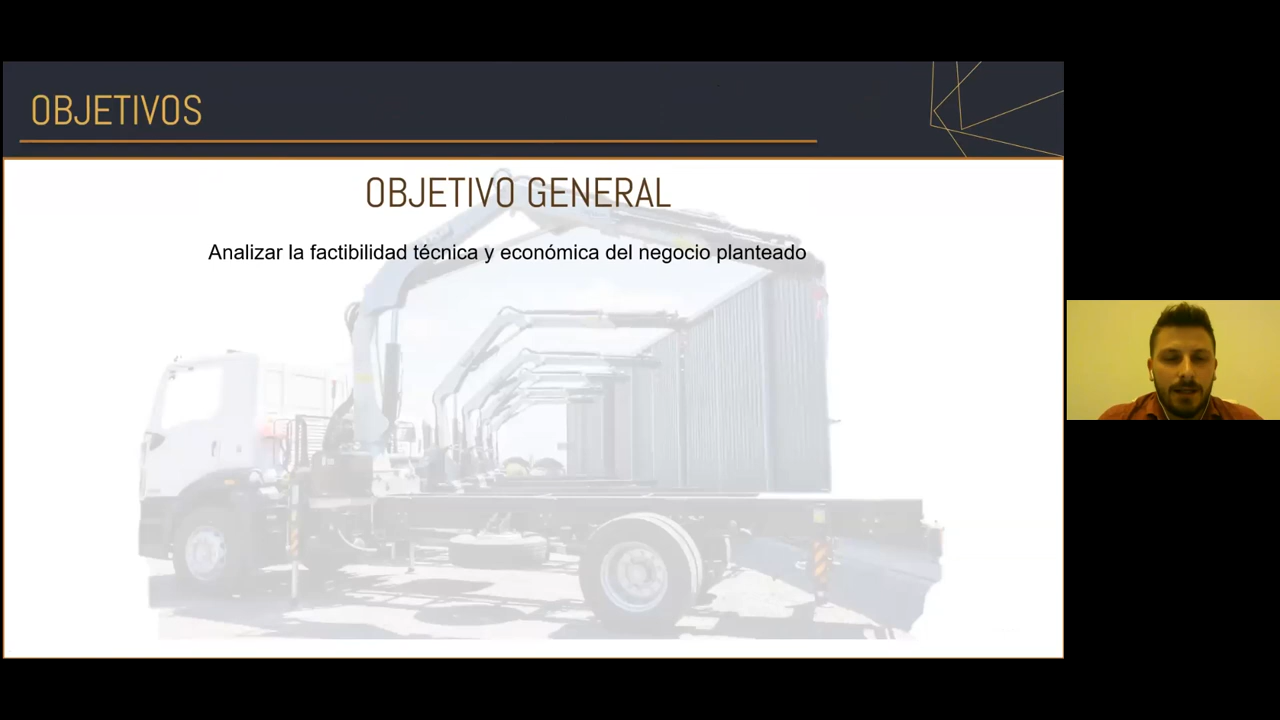 OBJETIVOS
OBJETIVO GENERAL
Analizar la factibilidad técnica y económica del negocio planteado